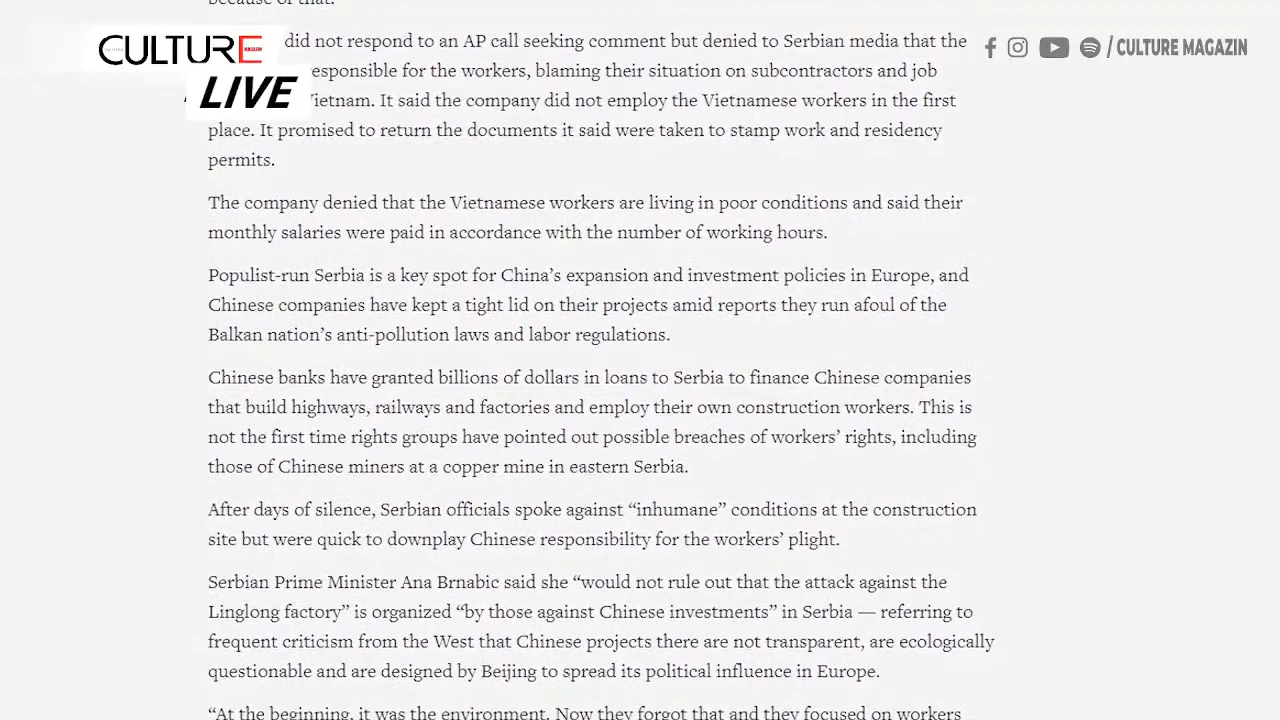 because of that.
CULTURE
MAGAZIN
LIVE
/ CULTURE MAGAZIN
did not respond to an AP call seeking comment but denied to Serbian media that the
responsible for the workers, blaming their situation on subcontractors and job
Vietnam. It said the company did not employ the Vietnamese workers in the first
place. It promised to return the documents it said were taken to stamp work and residency
permits.
The company denied that the Vietnamese workers are living in poor conditions and said their
monthly salaries were paid in accordance with the number of working hours.
Populist-run Serbia is a key spot for China’s expansion and investment policies in Europe, and
Chinese companies have kept a tight lid on their projects amid reports they run afoul of the
Balkan nation’s anti-pollution laws and labor regulations.
Chinese banks have granted billions of dollars in loans to Serbia to finance Chinese companies
that build highways, railways and factories and employ their own construction workers. This is
not the first time rights groups have pointed out possible breaches of workers’ rights, including
those of Chinese miners at a copper mine in eastern Serbia.
After days of silence, Serbian officials spoke against “inhumane” conditions at the construction
site but were quick to downplay Chinese responsibility for the workers’ plight.
Serbian Prime Minister Ana Brnabic said she “would not rule out that the attack against the
Linglong factory” is organized “by those against Chinese investments” in Serbia — referring to
frequent criticism from the West that Chinese projects there are not transparent, are ecologically
questionable and are designed by Beijing to spread its political influence in Europe.
“At the beginning, it was the environment. Now they forgot that and they focused on workers